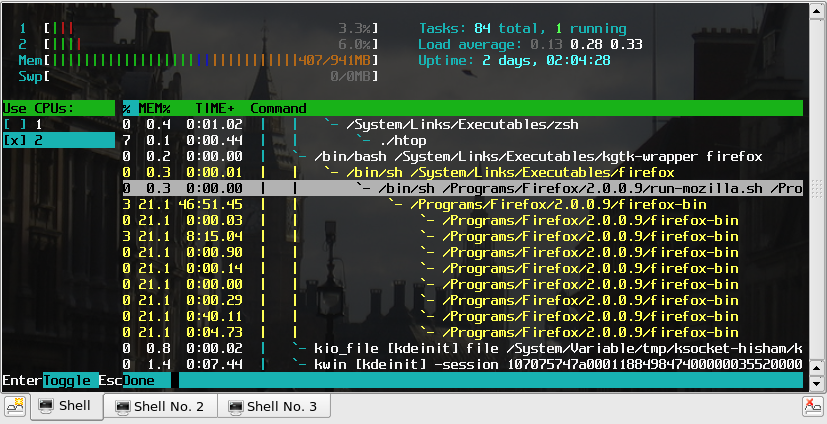 1 [||| 3.3%] Tasks: 84 total, 1 running
2 [|||| 6.0%] Load average: 0.13 0.28 0.33
Mem[||||||||||||||||||||||||||||||407/941MB] Uptime: 2 days, 02:04:28
Swp[ 0/0MB]
Use CPUs: % MEM% TIME+ Command
[ ] 1 0 0.4 0:01.02 | | `- /System/Links/Executables/zsh
[x] 2 7 0.1 0:00.44 | | `- ./htop
0 0.2 0:00.00 | `- /bin/bash /System/Links/Executables/kgtk-wrapper firefox
0 0.3 0:00.01 | | `- /bin/sh /System/Links/Executables/firefox
0 0.3 0:00.00 | | `- /bin/sh /Programs/Firefox/2.0.0.9/run-mozilla.sh /Pro
3 21.1 46:51.45 | | `- /Programs/Firefox/2.0.0.9/firefox-bin
0 21.1 0:00.03 | | `- /Programs/Firefox/2.0.0.9/firefox-bin
3 21.1 8:15.04 | | `- /Programs/Firefox/2.0.0.9/firefox-bin
0 21.1 0:00.90 | | `- /Programs/Firefox/2.0.0.9/firefox-bin
0 21.1 0:00.14 | | `- /Programs/Firefox/2.0.0.9/firefox-bin
0 21.1 0:00.00 | | `- /Programs/Firefox/2.0.0.9/firefox-bin
0 21.1 0:00.29 | | `- /Programs/Firefox/2.0.0.9/firefox-bin
0 21.1 0:40.11 | | `- /Programs/Firefox/2.0.0.9/firefox-bin
0 21.1 0:04.73 | | `- /Programs/Firefox/2.0.0.9/firefox-bin
0 0.8 0:00.02 | `- kio_file [kdeinit] file /System/Variable/tmp/ksocket-hisham/k
0 1.4 0:07.44 | `- kwin [kdeinit] -session 107075747a000118849847400000035520000
EnterToggle EscDone
Shell Shell No. 2 Shell No. 3